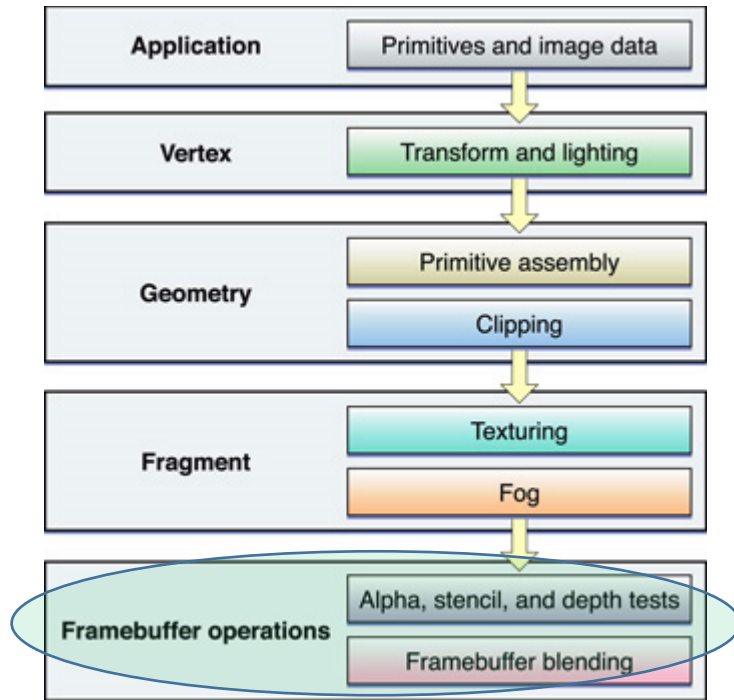 Application
Primitives and image data
Vertex
Transform and lighting
Geometry
Primitive assembly
Clipping
Fragment
Texturing
Fog
Framebuffer operations
Alpha, stencil, and depth tests
Framebuffer blending